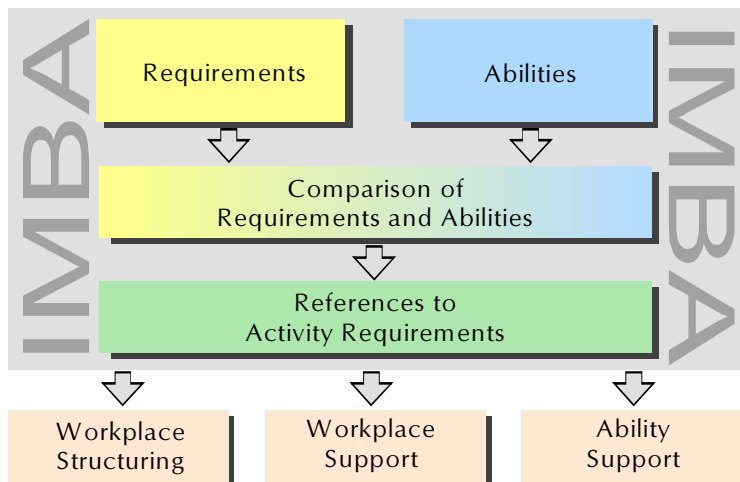 IMBA
Requirements
Abilities
IMBA
Comparison of
Requirements and Abilities
References to
Activity Requirements
Workplace
Structuring
Workplace
Support
Ability
Support